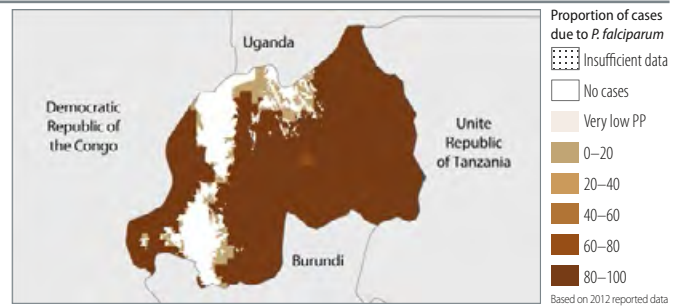 Uganda
Democratic
Republic of
the Congo
Unite
Republic
of Tanzania
Burundi
Proportion of cases
due to P. falciparum
Insufficient data
No cases
Very low PP
0–20
20–40
40–60
60–80
80–100
Based on 2012 reported data